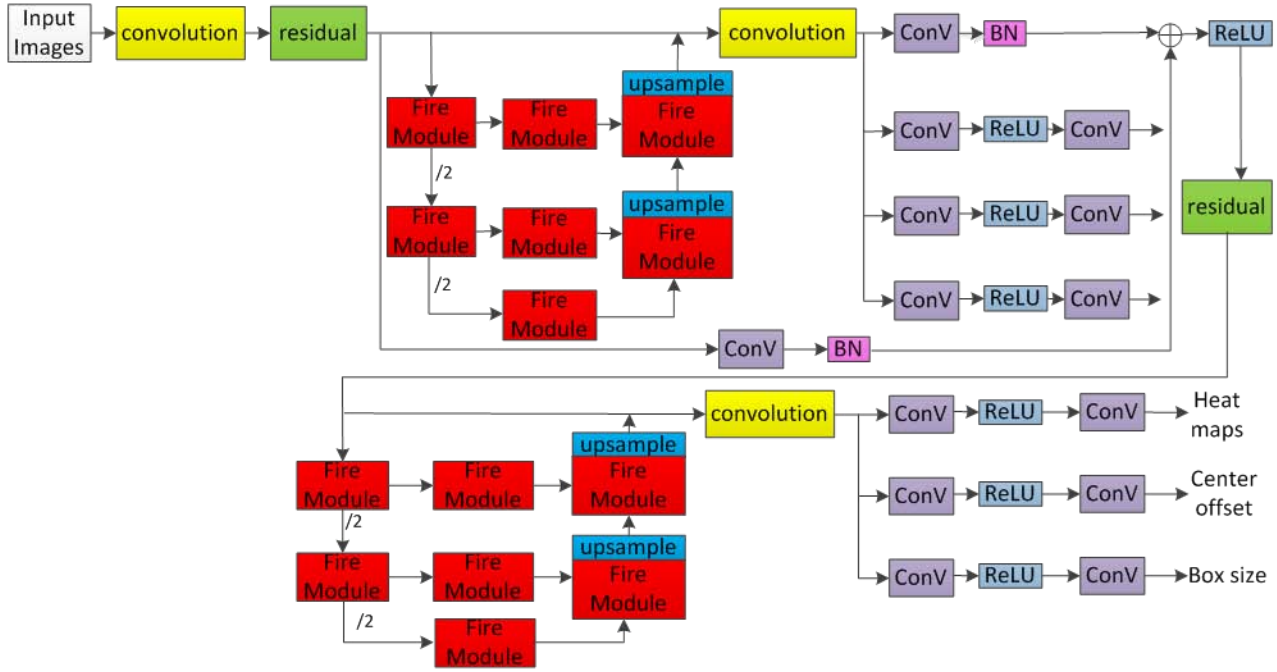 Input
Images
convolution
residual
convolution
ConV
BN
ReLU
upsample
Fire
Module
Fire
Module
Fire
Module
ConV
ReLU
ConV
/2
upsample
Fire
Module
Fire
Module
Fire
Module
ConV
ReLU
ConV
residual
/2
Fire
Module
ConV
ReLU
ConV
ConV
BN
convolution
ConV
ReLU
ConV
Heat
maps
upsample
Fire
Module
Fire
Module
Fire
Module
ConV
ReLU
ConV
Center
offset
/2
upsample
Fire
Module
Fire
Module
Fire
Module
ConV
ReLU
ConV
Box size
/2
Fire
Module